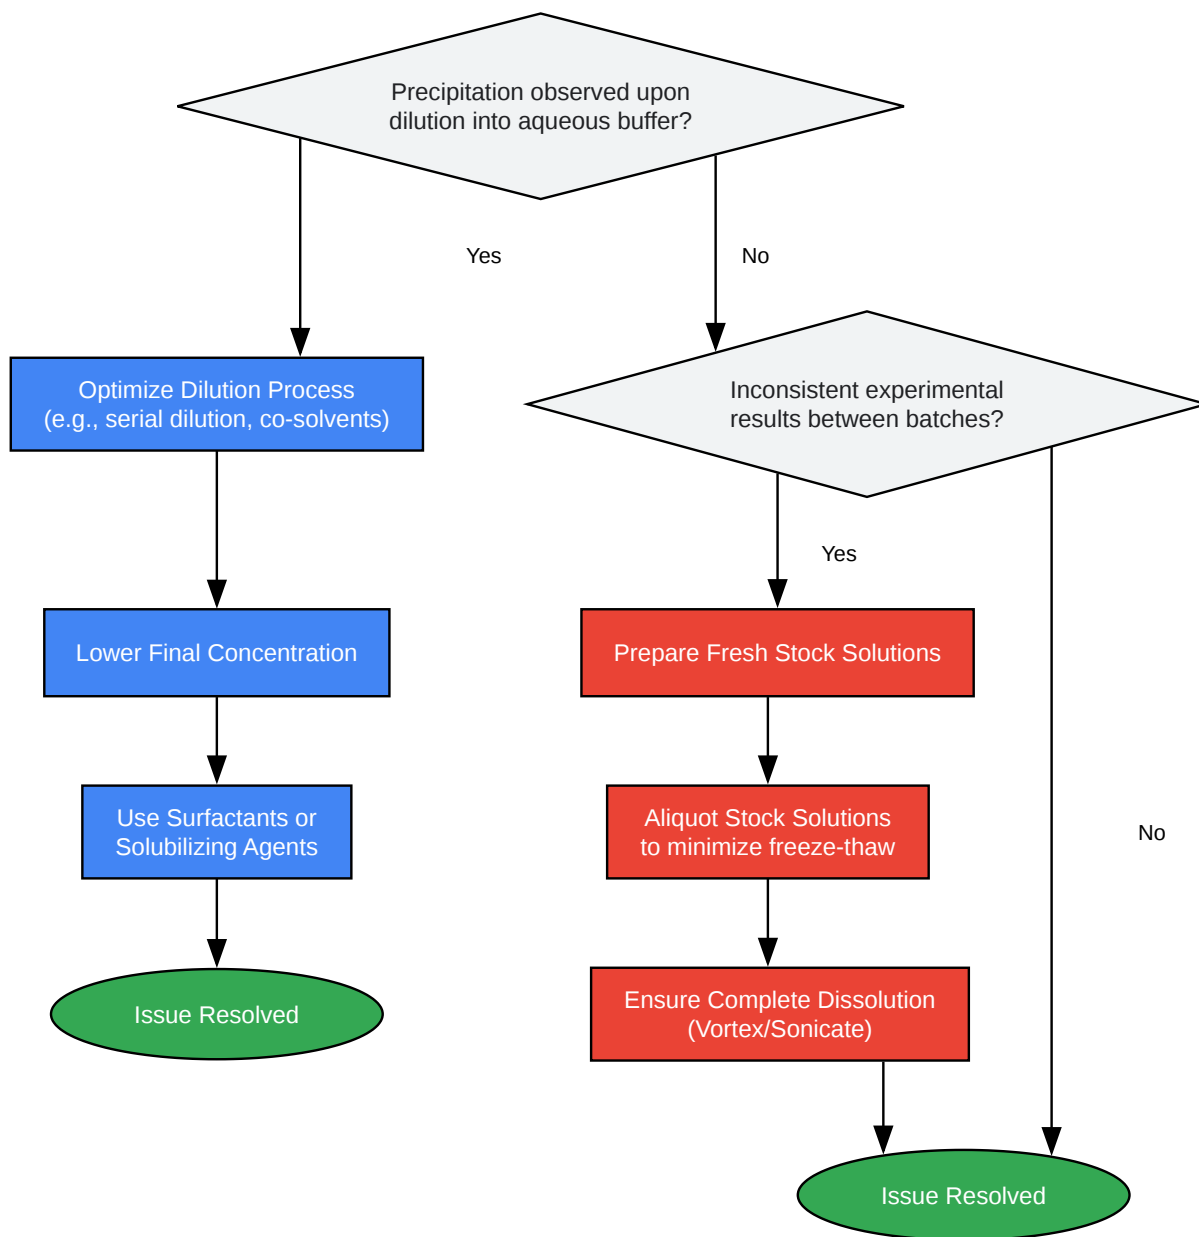 Precipitation observed upon
dilution into aqueous buffer?
Yes
No
Optimize Dilution Process
(e.g., serial dilution, co-solvents)
Inconsistent experimental
results between batches?
Yes
Lower Final Concentration
Prepare Fresh Stock Solutions
Use Surfactants or
Solubilizing Agents
Aliquot Stock Solutions
to minimize freeze-thaw
No
Issue Resolved
Ensure Complete Dissolution
(Vortex/Sonicate)
Issue Resolved